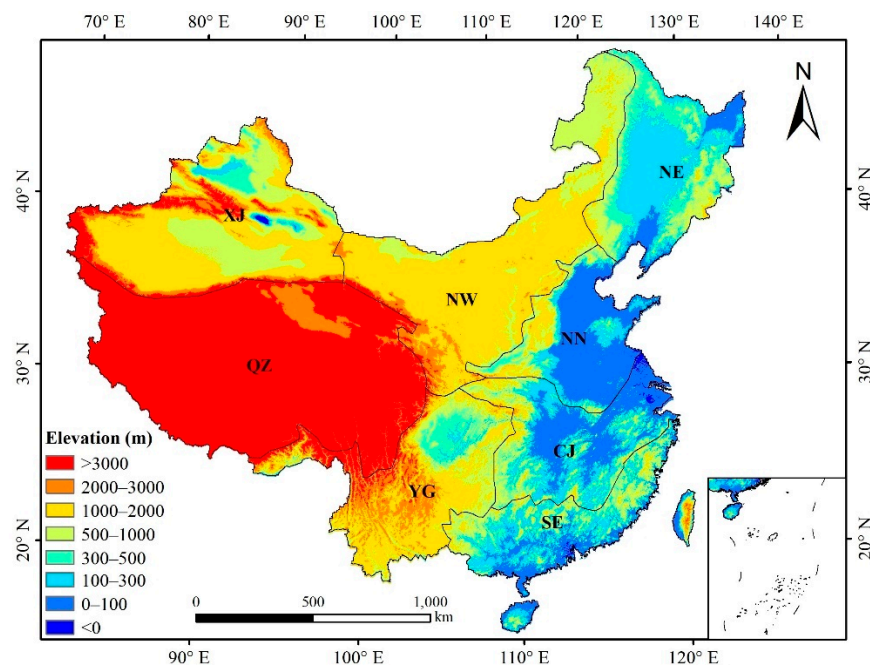 70° E 80° E 90° E 100° E 110° E 120° E 130° E 140° E
N
40° N
40° N
NE
XJ
NW
NN
30° N
30° N
QZ
Elevation (m)
>3000
2000–3000
1000–2000
500–1000
300–500
100–300
0–100
<0
CJ
YG
SE
20° N
20° N
0 500 1,000
km
90° E 100° E 110° E 120° E